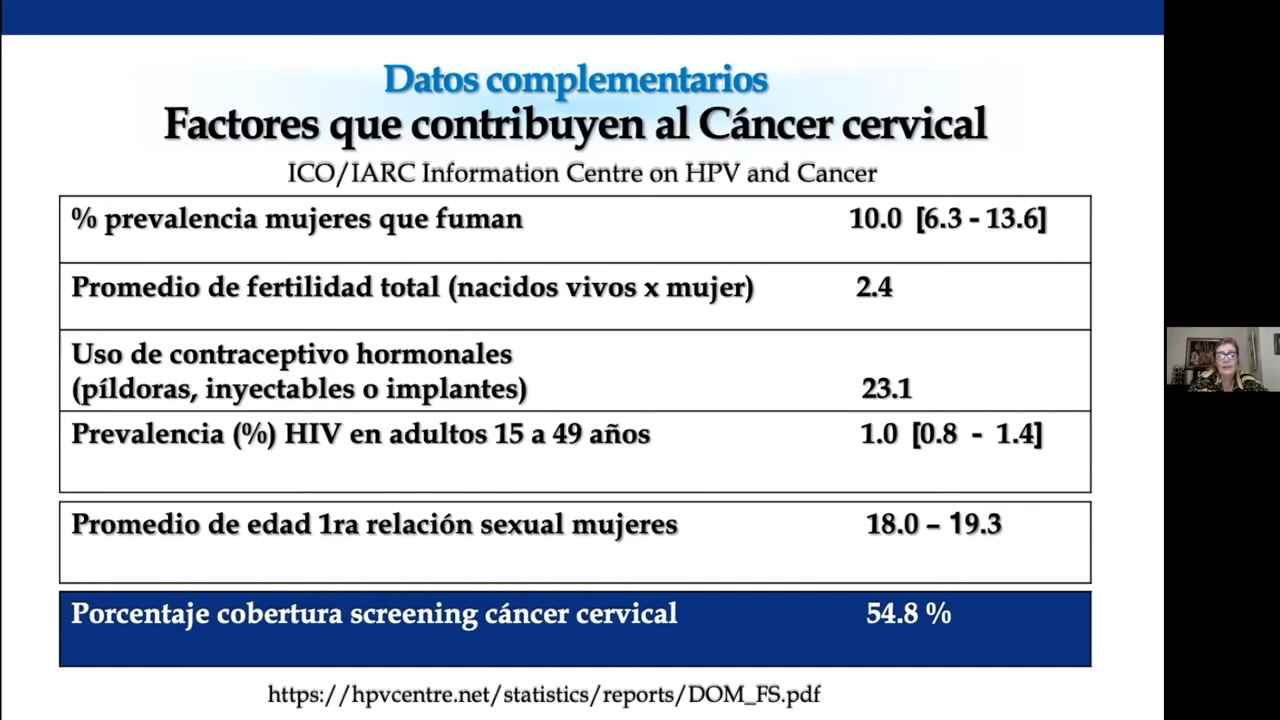 Datos complementarios
Factores que contribuyen al Cáncer cervical
ICO/IARC Information Centre on HPV and Cancer
% prevalencia mujeres que fuman 10.0 [6.3 - 13.6]
Promedio de fertilidad total (nacidos vivos x mujer) 2.4
Uso de contraceptivo hormonales
(píldoras, inyectables o implantes) 23.1
Prevalencia (%) HIV en adultos 15 a 49 años 1.0 [0.8 - 1.4]
Promedio de edad 1ra relación sexual mujeres 18.0 – 19.3
Porcentaje cobertura screening cáncer cervical 54.8 %
https://hpvcentre.net/statistics/reports/DOM_FS.pdf